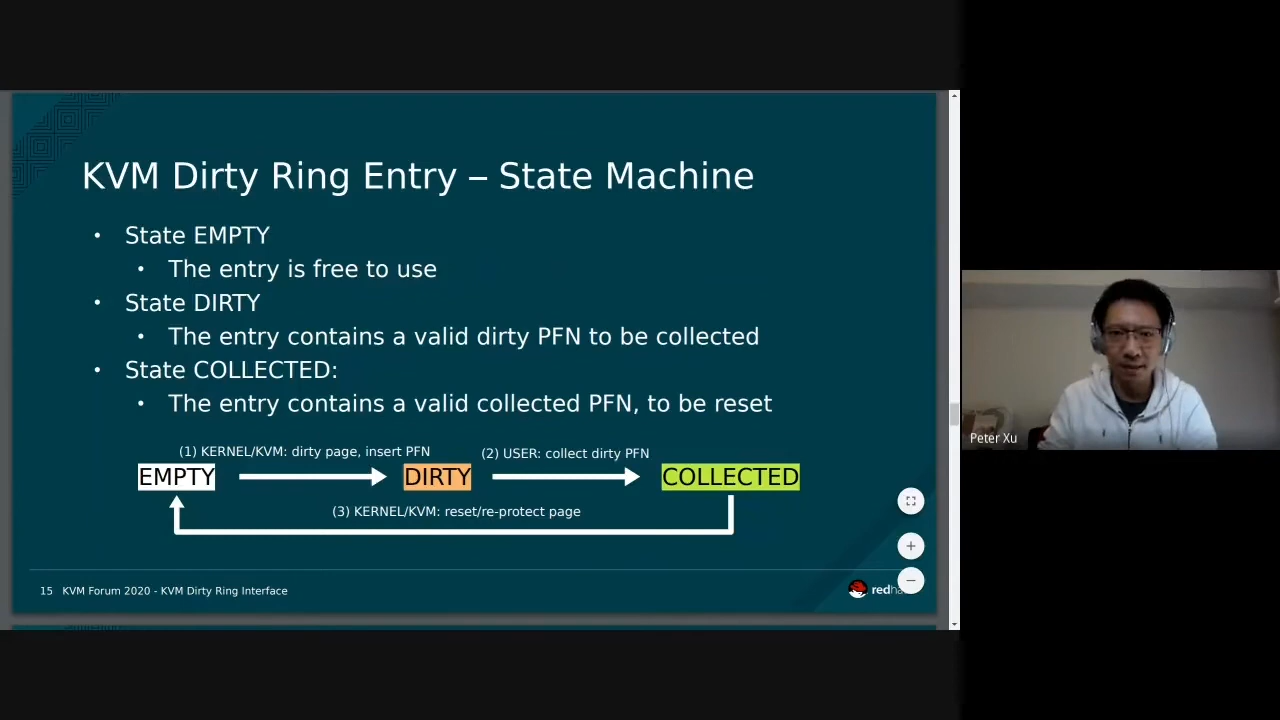 KVM Dirty Ring Entry – State Machine
• State EMPTY
• The entry is free to use
• State DIRTY
• The entry contains a valid dirty PFN to be collected
• State COLLECTED:
• The entry contains a valid collected PFN, to be reset
(1) KERNEL/KVM: dirty page, insert PFN
(2) USER: collect dirty PFN
EMPTY
DIRTY
COLLECTED
(3) KERNEL/KVM: reset/re-protect page
15 KVM Forum 2020 - KVM Dirty Ring Interface
Peter Xu